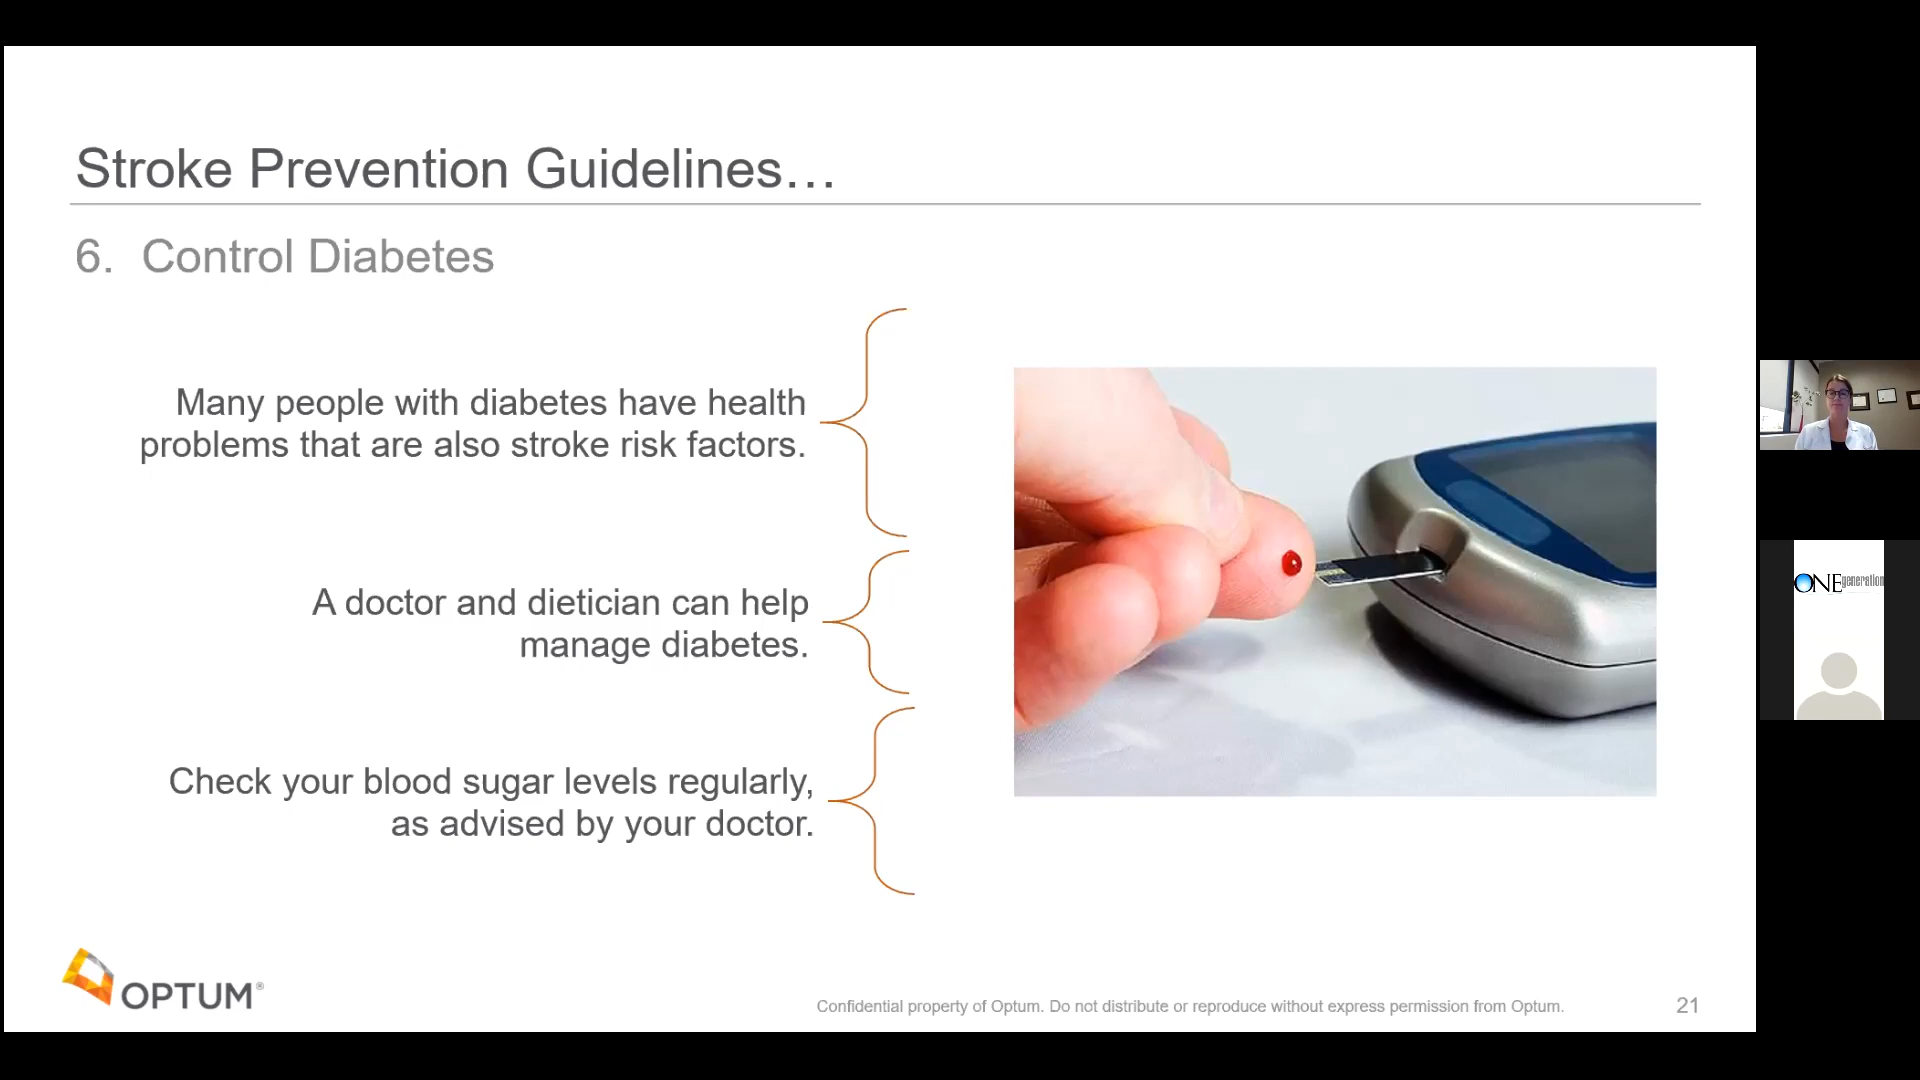 Stroke Prevention Guidelines…
6. Control Diabetes
Many people with diabetes have health
problems that are also stroke risk factors.
A doctor and dietician can help
manage diabetes.
Check your blood sugar levels regularly,
as advised by your doctor.
OPTUM®
Confidential property of Optum. Do not distribute or reproduce without express permission from Optum.
21
ONEgeneration